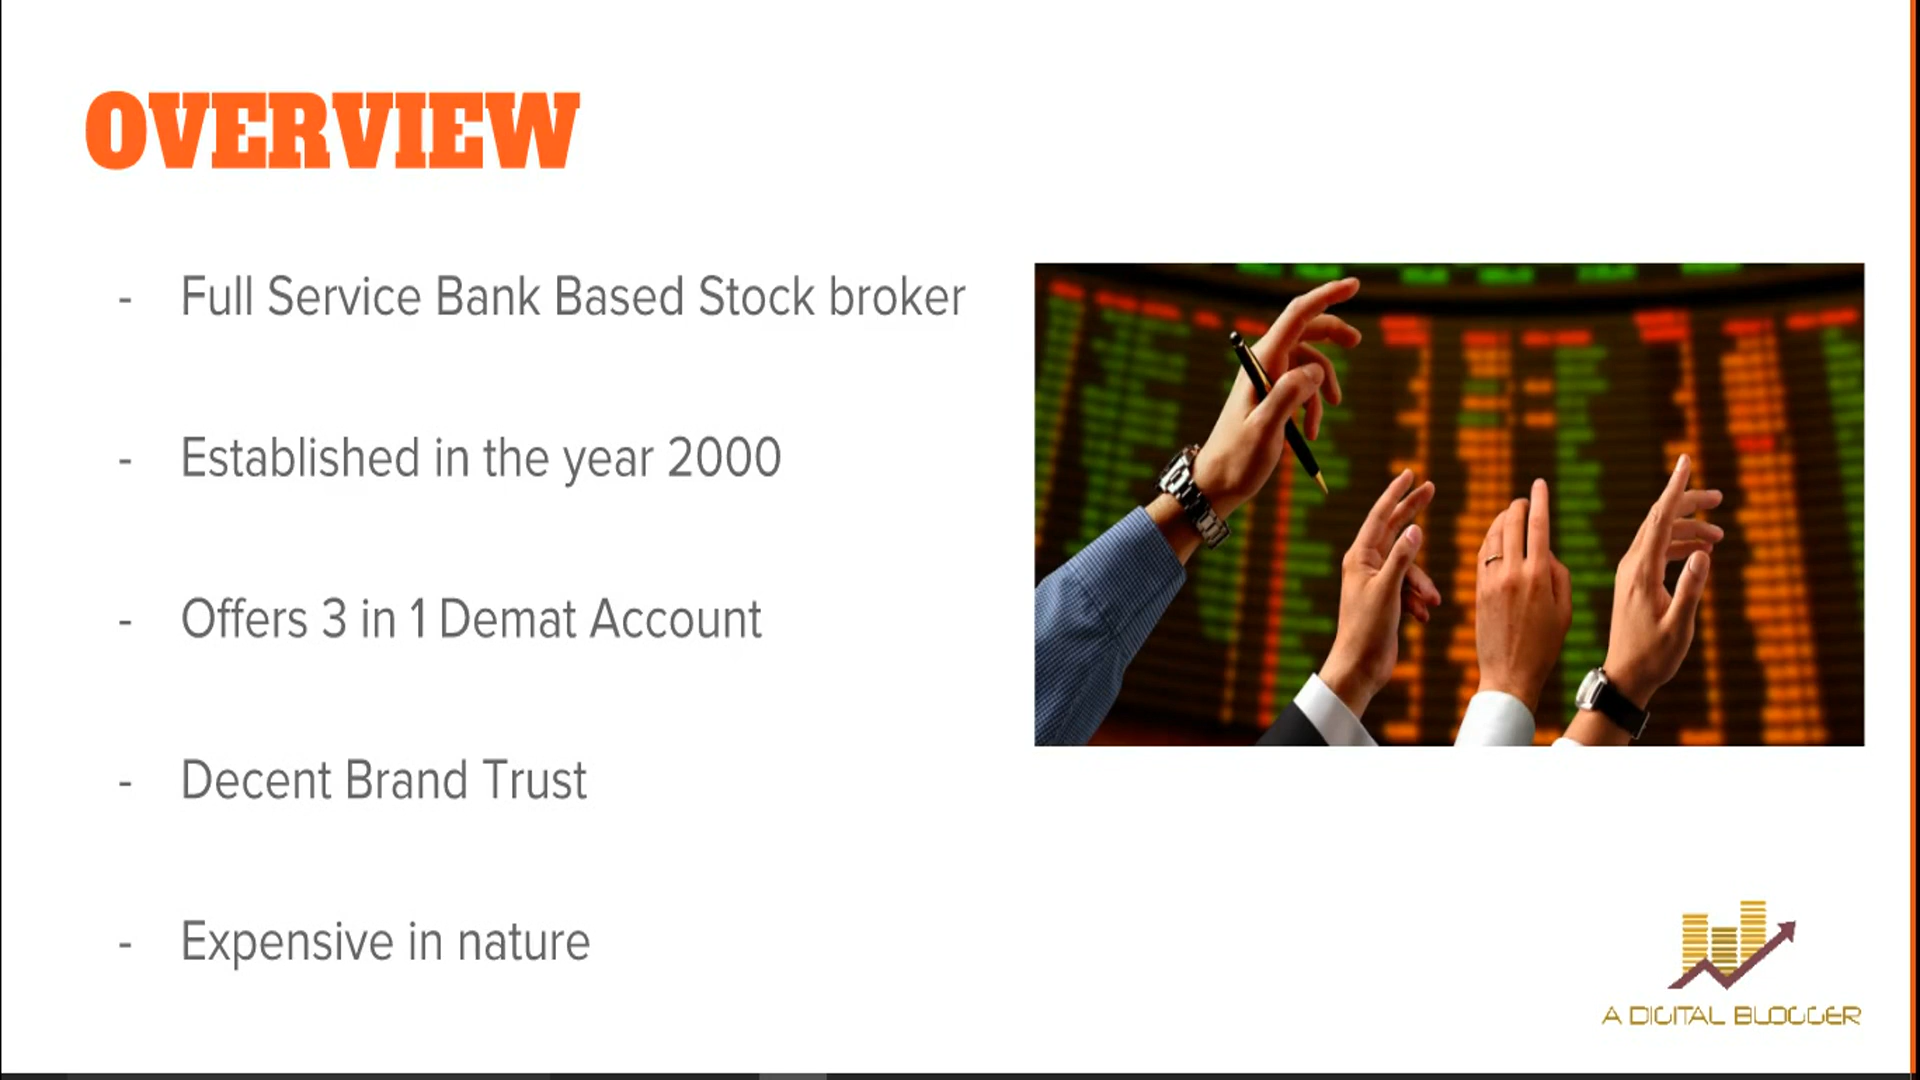 OVERVIEW
- Full Service Bank Based Stock broker
- Established in the year 2000
- Offers 3 in 1 Demat Account
- Decent Brand Trust
- Expensive in nature
A DIGITAL BLOGGER